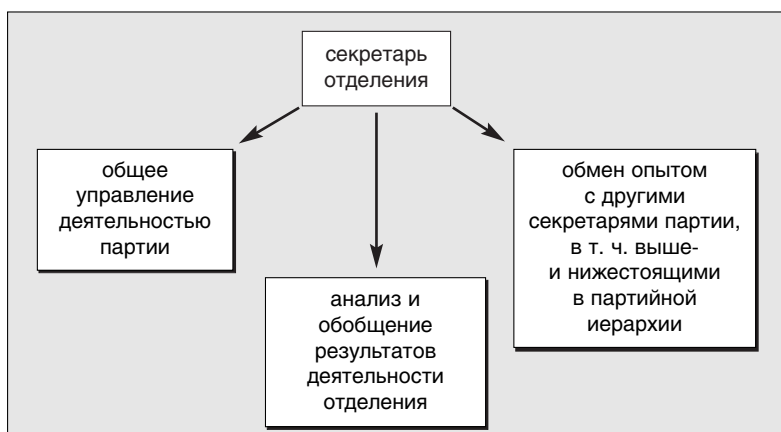 секретарь
отделения
общее
управление
деятельностью
партии
анализ и
обобщение
результатов
деятельности
отделения
обмен опытом
с другими
секретарями партии,
в т. ч. выше-
и нижестоящими
в партийной
иерархии